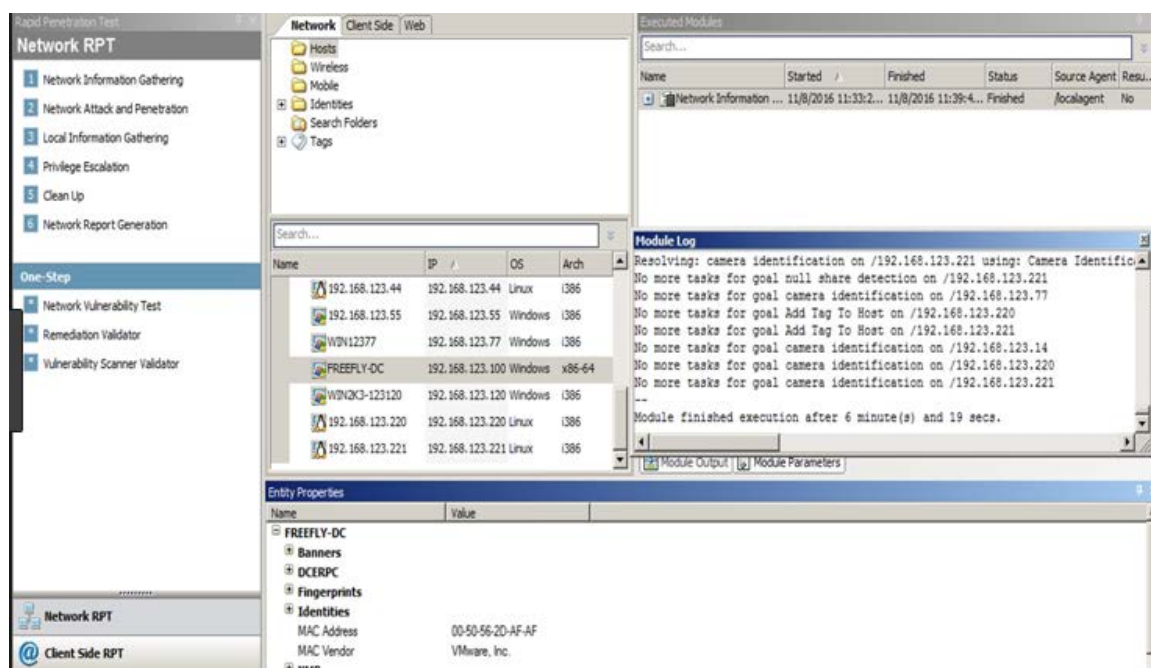 Rapid Penetration Test
Network RPT
1 Network Information Gathering
2 Network Attack and Penetration
3 Local Information Gathering
4 Privilege Escalation
5 Clean Up
6 Network Report Generation
One-Step
Network Vulnerability Test
Remediation Validator
Vulnerability Scanner Validator
Network RPT
Client Side RPT
Network Client Side Web
Hosts
Wireless
Mobile
Identities
Search Folders
Tags
Search...
Name IP OS Arch
192.168.123.44 192.168.123.44 Linux i386
192.168.123.55 192.168.123.55 Windows i386
WIN12377 192.168.123.77 Windows i386
FREEFLY-DC 192.168.123.100 Windows x86-64
WIN2K3-123120 192.168.123.120 Windows i386
192.168.123.220 192.168.123.220 Linux i386
192.168.123.221 192.168.123.221 Linux i386
Executed Modules
Search...
Name Started Finished Status Source Agent Resu...
Network Information ... 11/8/2016 11:33:2... 11/8/2016 11:39:4... Finished /localagent No
Module Log
Resolving: camera identification on /192.168.123.221 using: Camera Identific
No more tasks for goal null share detection on /192.168.123.221
No more tasks for goal camera identification on /192.168.123.77
No more tasks for goal Add Tag To Host on /192.168.123.220
No more tasks for goal Add Tag To Host on /192.168.123.221
No more tasks for goal camera identification on /192.168.123.14
No more tasks for goal camera identification on /192.168.123.220
No more tasks for goal camera identification on /192.168.123.221
--
Module finished execution after 6 minute(s) and 19 secs.
Module Output Module Parameters
Entity Properties
Name Value
FREEFLY-DC
Banners
DCERPC
Fingerprints
Identities
MAC Address 00-50-56-2D-AF-AF
MAC Vendor VMware, Inc.